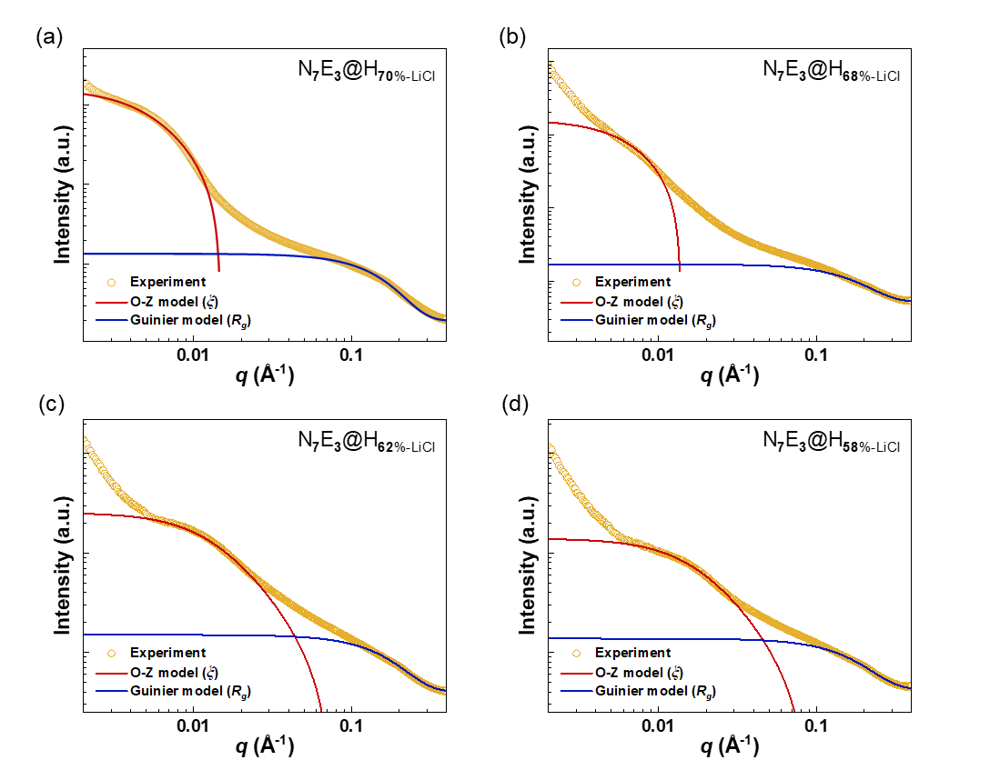 (a)
N7E3@H70%-LiCl
Intensity (a.u.)
Experiment
O-Z model (ξ)
Guinier model (Rg)
0.01 0.1
q (Å-1)
(b)
N7E3@H68%-LiCl
Intensity (a.u.)
Experiment
O-Z model (ξ)
Guinier model (Rg)
0.01 0.1
q (Å-1)
(c)
N7E3@H62%-LiCl
Intensity (a.u.)
Experiment
O-Z model (ξ)
Guinier model (Rg)
0.01 0.1
q (Å-1)
(d)
N7E3@H58%-LiCl
Intensity (a.u.)
Experiment
O-Z model (ξ)
Guinier model (Rg)
0.01 0.1
q (Å-1)